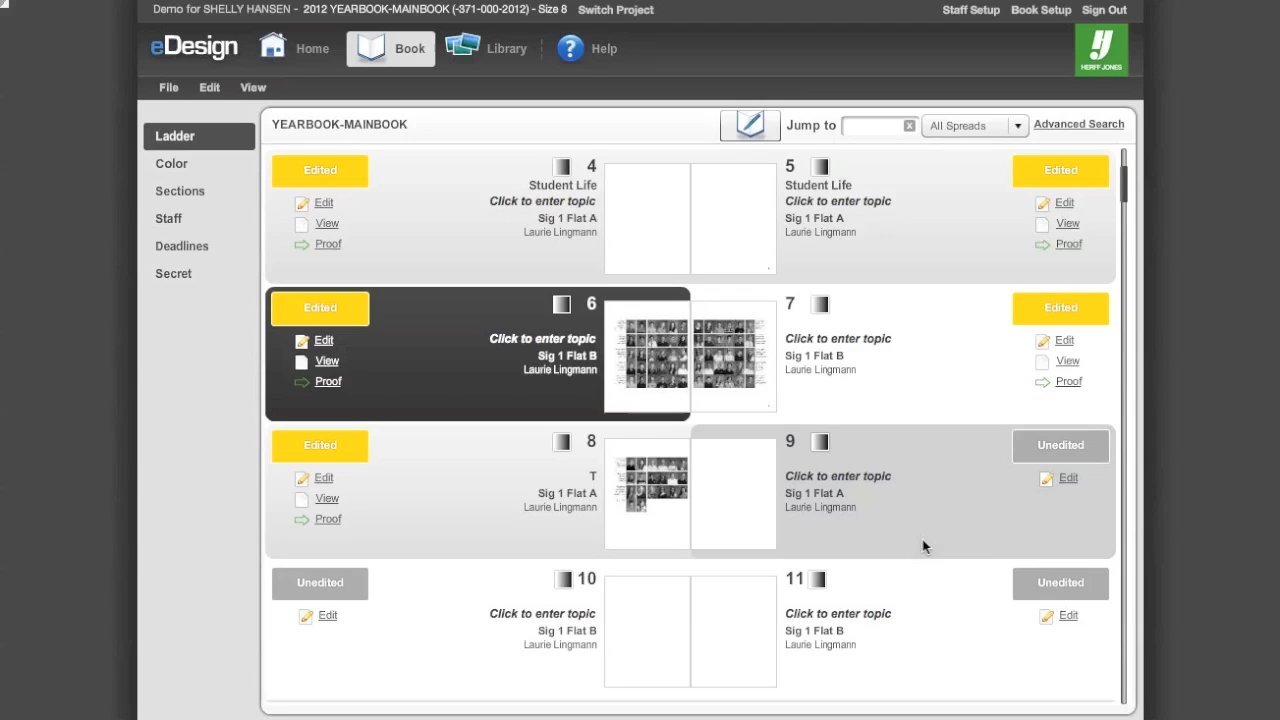 Demo for SHELLY HANSEN - 2012 YEARBOOK-MAINBOOK (-371-000-2012) - Size 8 Switch Project Staff Setup Book Setup Sign Out
eDesign Home Book Library ? Help
HERFF JONES
File Edit View
Ladder
Color
Sections
Staff
Deadlines
Secret
YEARBOOK-MAINBOOK Jump to All Spreads Advanced Search
Edited 4 5 Edited
Student Life Student Life
Edit Click to enter topic Click to enter topic Edit
View Sig 1 Flat A Sig 1 Flat A View
Proof Laurie Lingmann Laurie Lingmann Proof
Edited 6 7 Edited
Edit Click to enter topic Click to enter topic Edit
View Sig 1 Flat B Sig 1 Flat B View
Proof Laurie Lingmann Laurie Lingmann Proof
Edited 8 9 Unedited
Edit T Click to enter topic Edit
View Sig 1 Flat A Sig 1 Flat A
Proof Laurie Lingmann Laurie Lingmann
Unedited 10 11 Unedited
Edit Click to enter topic Click to enter topic Edit
Sig 1 Flat B Sig 1 Flat B
Laurie Lingmann Laurie Lingmann